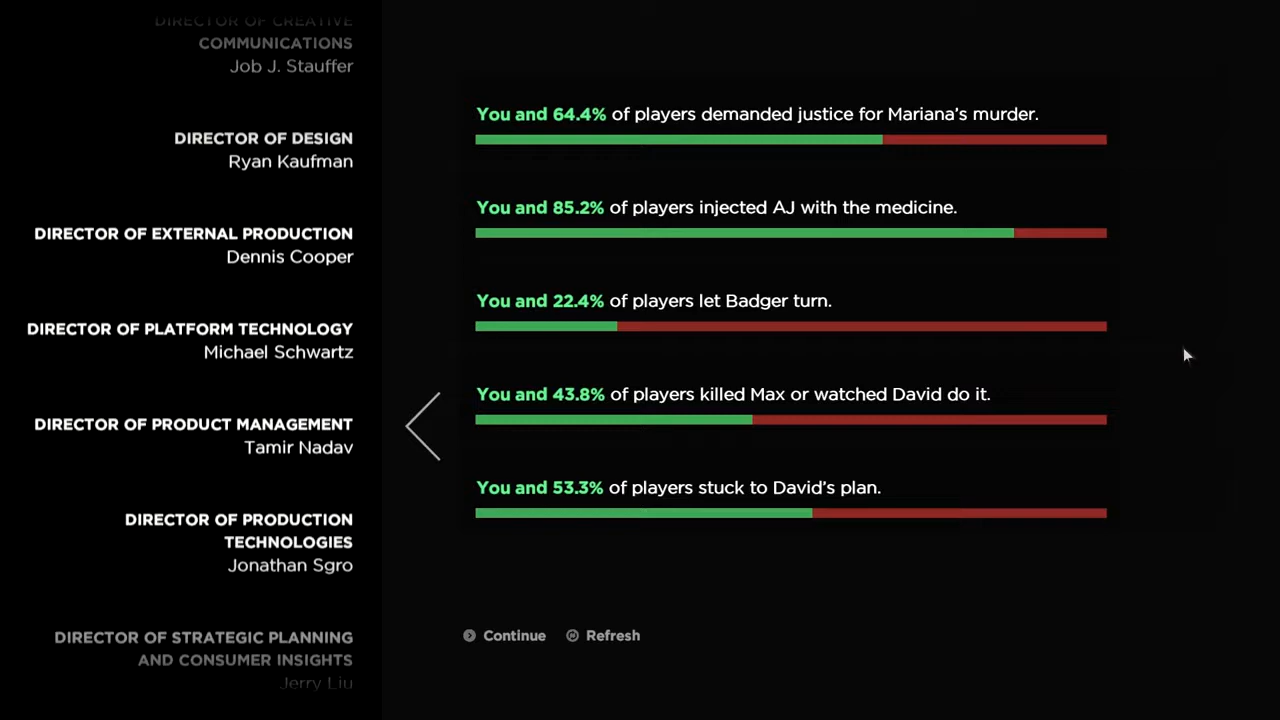 DIRECTOR OF CREATIVE
COMMUNICATIONS
Job J. Stauffer
DIRECTOR OF DESIGN
Ryan Kaufman
DIRECTOR OF EXTERNAL PRODUCTION
Dennis Cooper
DIRECTOR OF PLATFORM TECHNOLOGY
Michael Schwartz
DIRECTOR OF PRODUCT MANAGEMENT
Tamir Nadav
DIRECTOR OF PRODUCTION
TECHNOLOGIES
Jonathan Sgro
DIRECTOR OF STRATEGIC PLANNING
AND CONSUMER INSIGHTS
Jerry Liu
You and 64.4% of players demanded justice for Mariana's murder.
You and 85.2% of players injected AJ with the medicine.
You and 22.4% of players let Badger turn.
You and 43.8% of players killed Max or watched David do it.
You and 53.3% of players stuck to David's plan.
Continue Refresh